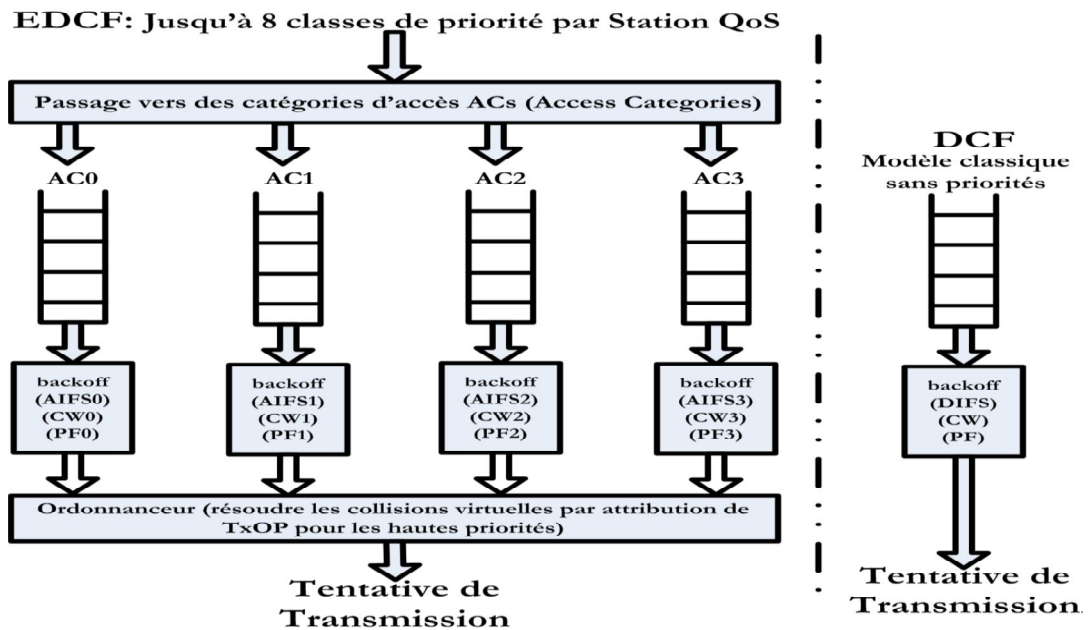 EDCF: Jusqu'à 8 classes de priorité par Station QoS
Passage vers des catégories d'accès ACs (Access Categories)
AC0
AC1
AC2
AC3
backoff
(AIFS0)
(CW0)
(PF0)
backoff
(AIFS1)
(CW1)
(PF1)
backoff
(AIFS2)
(CW2)
(PF2)
backoff
(AIFS3)
(CW3)
(PF3)
Ordonnanceur (résoudre les collisions virtuelles par attribution de
TxOP pour les hautes priorités)
Tentative de
Transmission
DCF
Modèle classique
sans priorités
backoff
(DIFS)
(CW)
(PF)
Tentative de
Transmission.